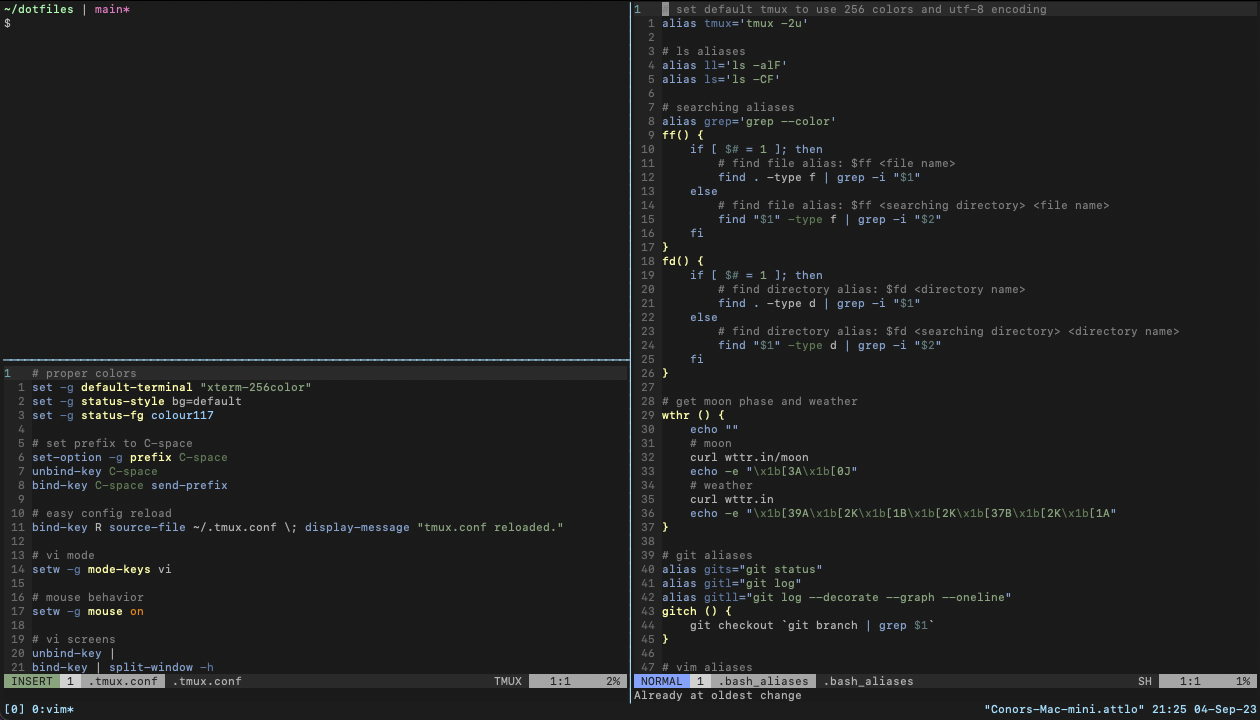 ~/dotfiles | main*
$
1 # proper colors
1 set -g default-terminal "xterm-256color"
2 set -g status-style bg=default
3 set -g status-fg colour117
4
5 # set prefix to C-space
6 set-option -g prefix C-space
7 unbind-key C-space
8 bind-key C-space send-prefix
9
10 # easy config reload
11 bind-key R source-file ~/.tmux.conf \; display-message "tmux.conf reloaded."
12
13 # vi mode
14 setw -g mode-keys vi
15
16 # mouse behavior
17 setw -g mouse on
18
19 # vi screens
20 unbind-key |
21 bind-key | split-window -h
INSERT 1 .tmux.conf .tmux.conf TMUX 1:1 2%
1 # set default tmux to use 256 colors and utf-8 encoding
1 alias tmux='tmux -2u'
2
3 # ls aliases
4 alias ll='ls -alF'
5 alias ls='ls -CF'
6
7 # searching aliases
8 alias grep='grep --color'
9 ff() {
10 if [ $# = 1 ]; then
11 # find file alias: $ff <file name>
12 find . -type f | grep -i "$1"
13 else
14 # find file alias: $ff <searching directory> <file name>
15 find "$1" -type f | grep -i "$2"
16 fi
17 }
18 fd() {
19 if [ $# = 1 ]; then
20 # find directory alias: $fd <directory name>
21 find . -type d | grep -i "$1"
22 else
23 # find directory alias: $fd <searching directory> <directory name>
24 find "$1" -type d | grep -i "$2"
25 fi
26 }
27
28 # get moon phase and weather
29 wthr () {
30 echo ""
31 # moon
32 curl wttr.in/moon
33 echo -e "\x1b[3A\x1b[0J"
34 # weather
35 curl wttr.in
36 echo -e "\x1b[39A\x1b[2K\x1b[1B\x1b[2K\x1b[37B\x1b[2K\x1b[1A"
37 }
38
39 # git aliases
40 alias gits="git status"
41 alias gitl="git log"
42 alias gitll="git log --decorate --graph --oneline"
43 gitch () {
44 git checkout `git branch | grep $1`
45 }
46
47 # vim aliases
NORMAL 1 .bash_aliases .bash_aliases SH 1:1 1%
Already at oldest change
[0] 0:vim* "Conors-Mac-mini.attlo" 21:25 04-Sep-23